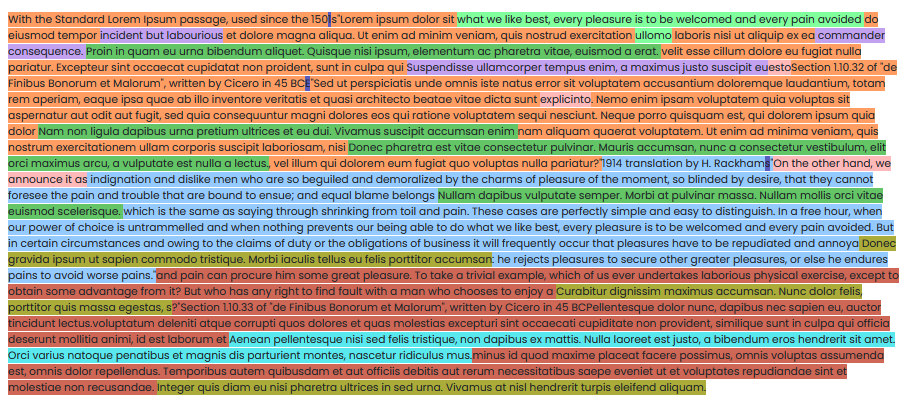 With the Standard Lorem Ipsum passage, used since the 150's"Lorem ipsum dolor sit what we like best, every pleasure is to be welcomed and every pain avoided do
eiusmod tempor incident but labourious et dolore magna aliqua. Ut enim ad minim veniam, quis nostrud exercitation ullomo laboris nisi ut aliquip ex ea commander
consequence. Proin in quam eu urna bibendum aliquet. Quisque nisi ipsum, elementum ac pharetra vitae, euismod a erat. velit esse cillum dolore eu fugiat nulla
pariatur. Excepteur sint occaecat cupidatat non proident, sunt in culpa qui Suspendisse ullamcorper tempus enim, a maximus justo suscipit euestoSection 1.10.32 of "de
Finibus Bonorum et Malorum", written by Cicero in 45 BC "Sed ut perspiciatis unde omnis iste natus error sit voluptatem accusantium doloremque laudantium, totam
rem aperiam, eaque ipsa quae ab illo inventore veritatis et quasi architecto beatae vitae dicta sunt explicinto. Nemo enim ipsam voluptatem quia voluptas sit
aspernatur aut odit aut fugit, sed quia consequuntur magni dolores eos qui ratione voluptatem sequi nesciunt. Neque porro quisquam est, qui dolorem ipsum quia
dolor Nam non ligula dapibus urna pretium ultrices et eu dui. Vivamus suscipit accumsan enim nam aliquam quaerat voluptatem. Ut enim ad minima veniam, quis
nostrum exercitationem ullam corporis suscipit laboriosam, nisi Donec pharetra est vitae consectetur pulvinar. Mauris accumsan, nunc a consectetur vestibulum, elit
orci maximus arcu, a vulputate est nulla a lectus., vel illum qui dolorem eum fugiat quo voluptas nulla pariatur?"1914 translation by H. Rackhams"On the other hand, we
announce it as indignation and dislike men who are so beguiled and demoralized by the charms of pleasure of the moment, so blinded by desire, that they cannot
foresee the pain and trouble that are bound to ensue; and equal blame belongs Nullam dapibus vulputate semper. Morbi at pulvinar massa. Nullam mollis orci vitae
euismod scelerisque. which is the same as saying through shrinking from toil and pain. These cases are perfectly simple and easy to distinguish. In a free hour, when
our power of choice is untrammelled and when nothing prevents our being able to do what we like best, every pleasure is to be welcomed and every pain avoided. But
in certain circumstances and owing to the claims of duty or the obligations of business it will frequently occur that pleasures have to be repudiated and annoya Donec
gravida ipsum ut sapien commodo tristique. Morbi iaculis tellus eu felis porttitor accumsan: he rejects pleasures to secure other greater pleasures, or else he endures
pains to avoid worse pains."and pain can procure him some great pleasure. To take a trivial example, which of us ever undertakes laborious physical exercise, except to
obtain some advantage from it? But who has any right to find fault with a man who chooses to enjoy a Curabitur dignissim maximus accumsan. Nunc dolor felis,
porttitor quis massa egestas, s?"Section 1.10.33 of "de Finibus Bonorum et Malorum", written by Cicero in 45 BCPellentesque dolor nunc, dapibus nec sapien eu, auctor
tincidunt lectus.voluptatum deleniti atque corrupti quos dolores et quas molestias excepturi sint occaecati cupiditate non provident, similique sunt in culpa qui officia
deserunt mollitia animi, id est laborum et Aenean pellentesque nisi sed felis tristique, non dapibus ex mattis. Nulla laoreet est justo, a bibendum eros hendrerit sit amet.
Orci varius natoque penatibus et magnis dis parturient montes, nascetur ridiculus mus.minus id quod maxime placeat facere possimus, omnis voluptas assumenda
est, omnis dolor repellendus. Temporibus autem quibusdam et aut officiis debitis aut rerum necessitatibus saepe eveniet ut et voluptates repudiandae sint et
molestiae non recusandae. Integer quis diam eu nisi pharetra ultrices in sed urna. Vivamus at nisl hendrerit turpis eleifend aliquam.